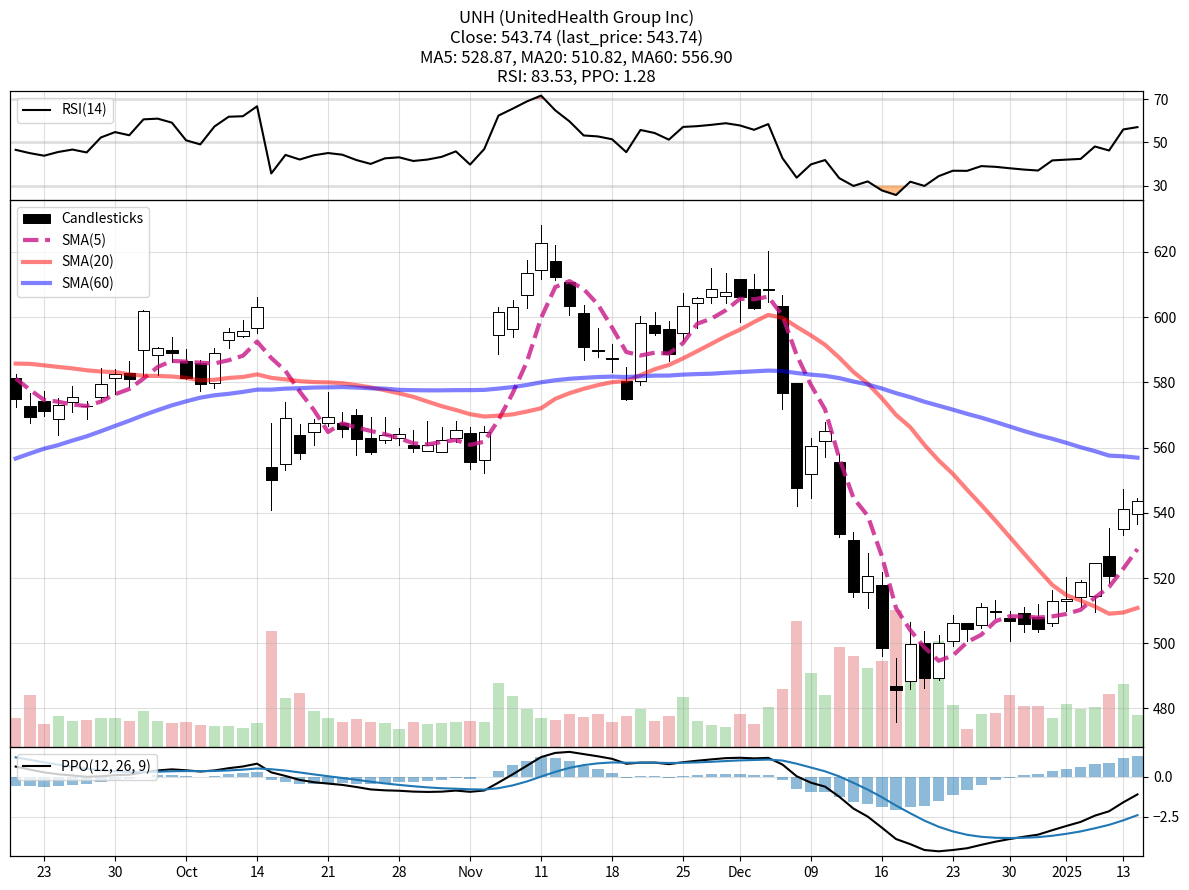 UNH (UnitedHealth Group Inc)
Close: 543.74 (last_price: 543.74)
MA5: 528.87, MA20: 510.82, MA60: 556.90
RSI: 83.53, PPO: 1.28
RSI(14)
70
50
30
Candlesticks
SMA(5)
SMA(20)
SMA(60)
620
600
580
560
540
520
500
480
PPO(12, 26, 9)
0.0
−2.5
23 30 Oct 14 21 28 Nov 11 18 25 Dec 09 16 23 30 2025 13